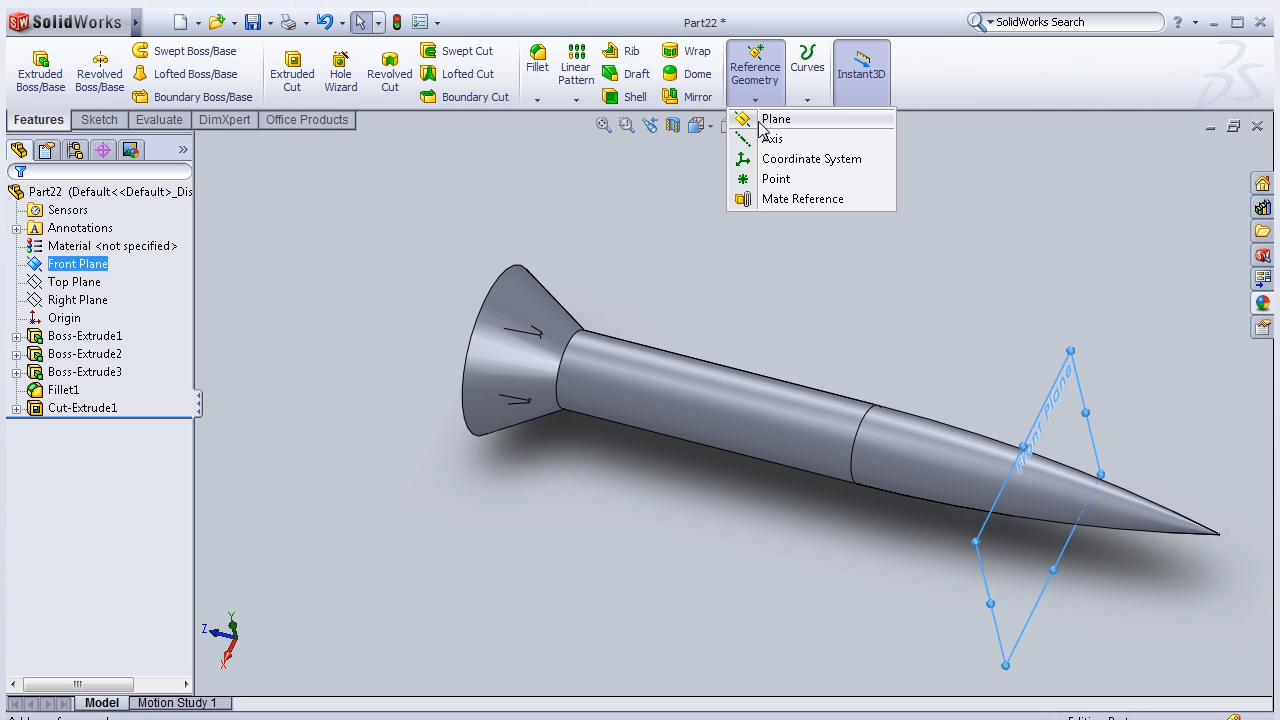 SolidWorks
Part22 *
SolidWorks Search
Extruded Boss/Base
Revolved Boss/Base
Swept Boss/Base
Lofted Boss/Base
Boundary Boss/Base
Extruded Cut
Hole Wizard
Revolved Cut
Swept Cut
Lofted Cut
Boundary Cut
Fillet
Linear Pattern
Rib
Draft
Shell
Wrap
Dome
Mirror
Reference Geometry
Curves
Instant3D
Features
Sketch
Evaluate
DimXpert
Office Products
Plane
Axis
Coordinate System
Point
Mate Reference
Part22 (Default<<Default>_Dis
Sensors
Annotations
Material <not specified>
Front Plane
Top Plane
Right Plane
Origin
Boss-Extrude1
Boss-Extrude2
Boss-Extrude3
Fillet1
Cut-Extrude1
Front Plane
Y
Z
X
Model
Motion Study 1